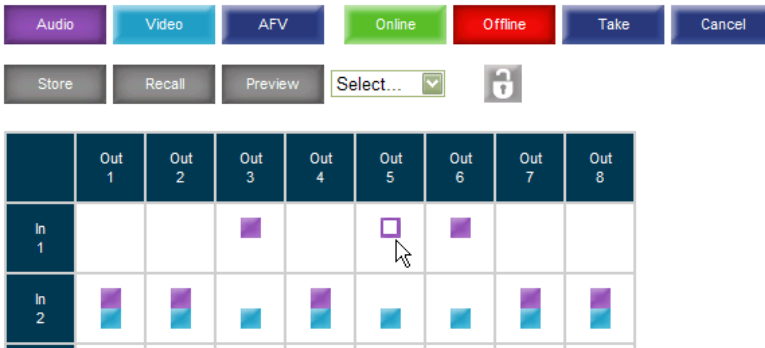 Audio Video AFV Online Offline Take Cancel
Store Recall Preview Select...
Out Out Out Out Out Out Out Out
1 2 3 4 5 6 7 8
In
1
In
2